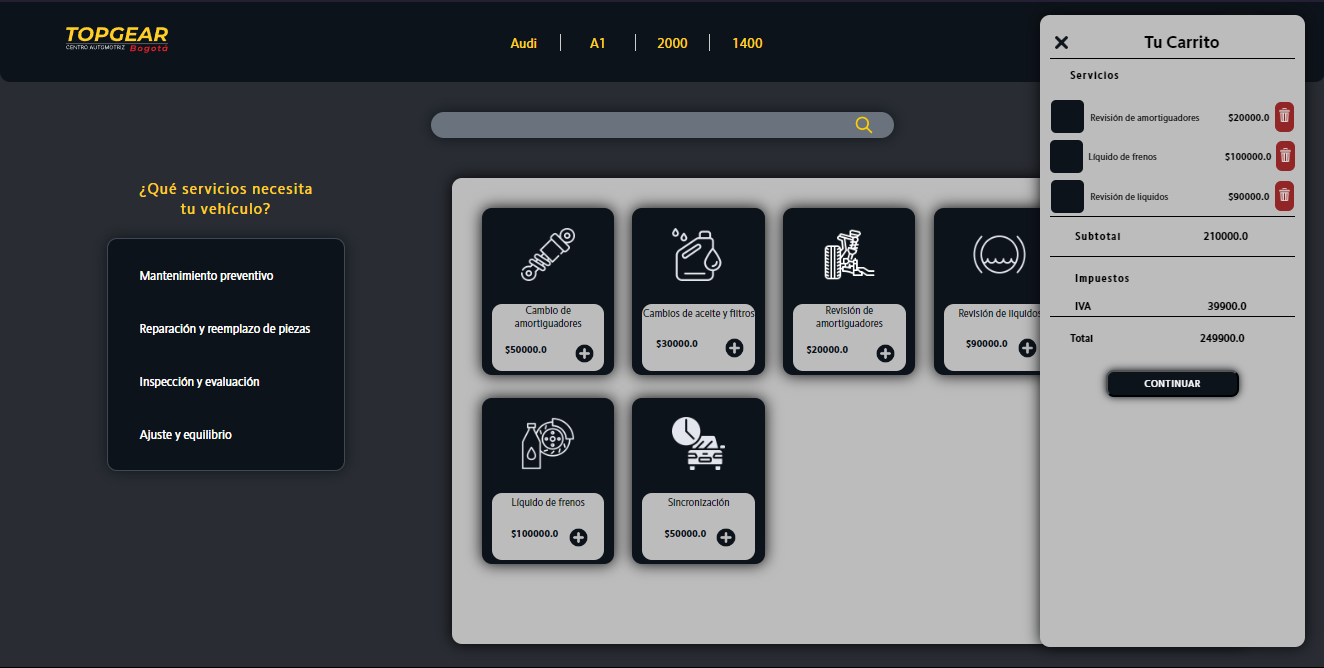 TOPGEAR
CENTRO AUTOMOTRIZ Bogotá
Audi A1 2000 1400
¿Qué servicios necesita
tu vehículo?
Mantenimiento preventivo
Reparación y reemplazo de piezas
Inspección y evaluación
Ajuste y equilibrio
Cambio de
amortiguadores
$50000.0
Cambios de aceite y filtros
$30000.0
Revisión de
amortiguadores
$20000.0
Revisión de liquidos
$90000.0
Líquido de frenos
$100000.0
Sincronización
$50000.0
Tu Carrito
Servicios
Revisión de amortiguadores $20000.0
Líquido de frenos $100000.0
Revisión de liquidos $90000.0
Subtotal 210000.0
Impuestos
IVA 39900.0
Total 249900.0
CONTINUAR